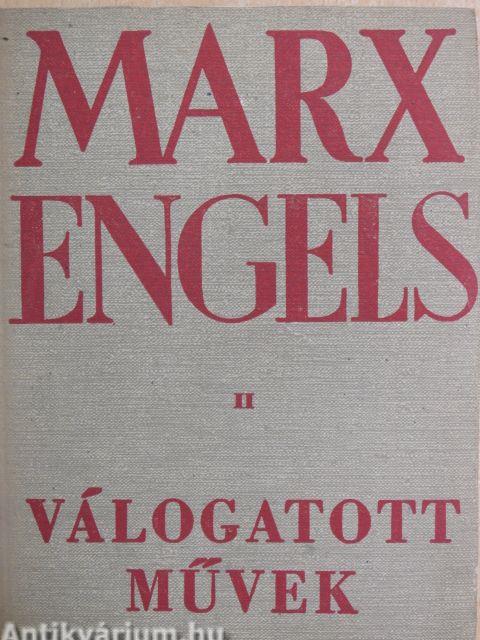 MARX
ENGELS
II
VÁLOGATOTT
MŰVEK
Antikvárium.hu